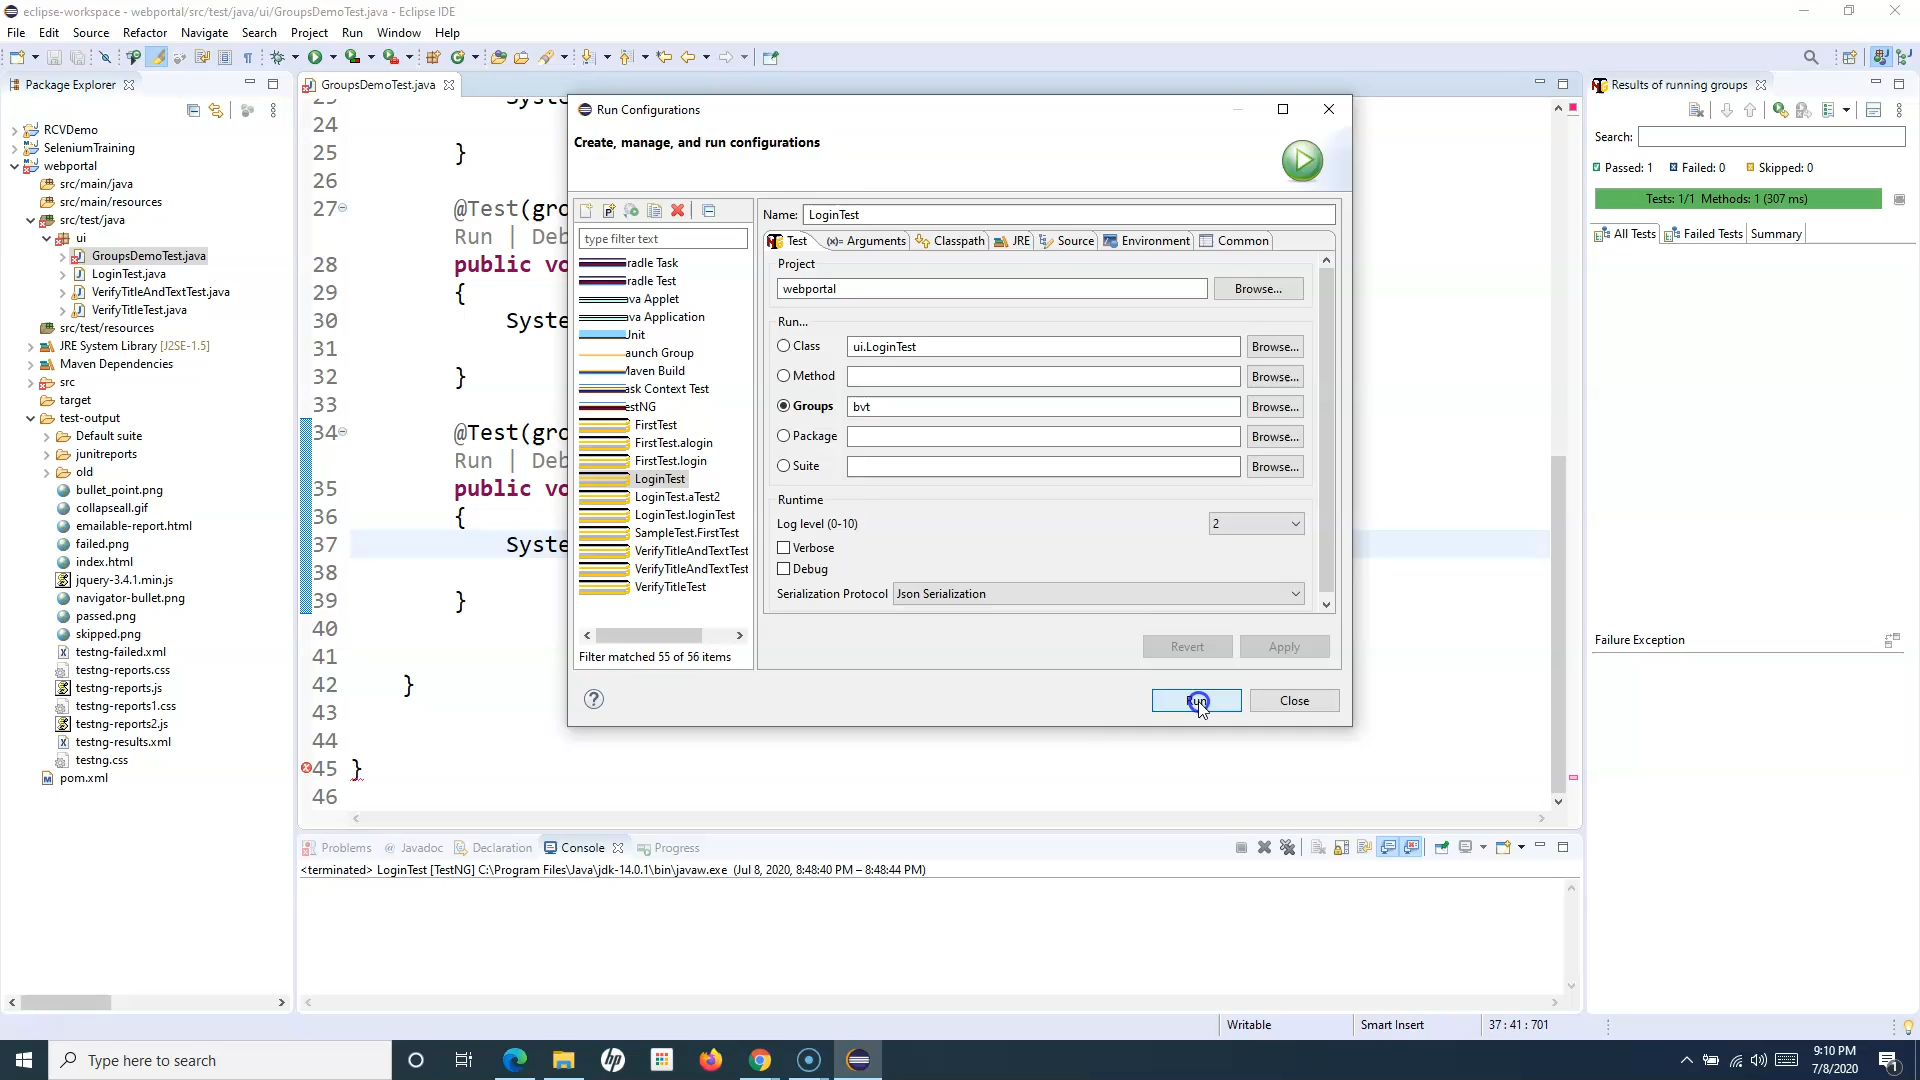 eclipse-workspace - webportal/src/test/java/ui/GroupsDemoTest.java - Eclipse IDE
File Edit Source Refactor Navigate Search Project Run Window Help
Package Explorer
RCVDemo
SeleniumTraining
webportal
src/main/java
src/main/resources
src/test/java
ui
GroupsDemoTest.java
LoginTest.java
VerifyTitleAndTextTest.java
VerifyTitleTest.java
src/test/resources
JRE System Library [J2SE-1.5]
Maven Dependencies
src
target
test-output
Default suite
junitreports
old
bullet_point.png
collapseall.gif
emailable-report.html
failed.png
index.html
jquery-3.4.1.min.js
navigator-bullet.png
passed.png
skipped.png
testng-failed.xml
testng-reports.css
testng-reports.js
testng-reports1.css
testng-reports2.js
testng-results.xml
testng.css
pom.xml
GroupsDemoTest.java
24
25 }
26
27 @Test(gro
Run | Deb
28 public vo
29 {
30 Syste
31
32 }
33
34 @Test(gro
Run | Deb
35 public vo
36 {
37 Syste
38
39 }
40
41
42 }
43
44
45 }
46
Run Configurations
Create, manage, and run configurations
type filter text
radle Task
radle Test
ava Applet
ava Application
Unit
aunch Group
Maven Build
ask Context Test
estNG
FirstTest
FirstTest.alogin
FirstTest.login
LoginTest
LoginTest.aTest2
LoginTest.loginTest
SampleTest.FirstTest
VerifyTitleAndTextTest
VerifyTitleAndTextTest
VerifyTitleTest
Filter matched 55 of 56 items
Name: LoginTest
Test Arguments Classpath JRE Source Environment Common
Project
webportal Browse...
Run...
Class ui.LoginTest Browse...
Method Browse...
Groups bvt Browse...
Package Browse...
Suite Browse...
Runtime
Log level (0-10) 2
Verbose
Debug
Serialization Protocol Json Serialization
Revert Apply
Run Close
Results of running groups
Search:
Passed: 1 Failed: 0 Skipped: 0
Tests: 1/1 Methods: 1 (307 ms)
All Tests Failed Tests Summary
Failure Exception
Problems Javadoc Declaration Console Progress
<terminated> LoginTest [TestNG] C:\Program Files\Java\jdk-14.0.1\bin\javaw.exe (Jul 8, 2020, 8:48:40 PM – 8:48:44 PM)
Writable Smart Insert 37 : 41 : 701
Type here to search
9:10 PM
7/8/2020